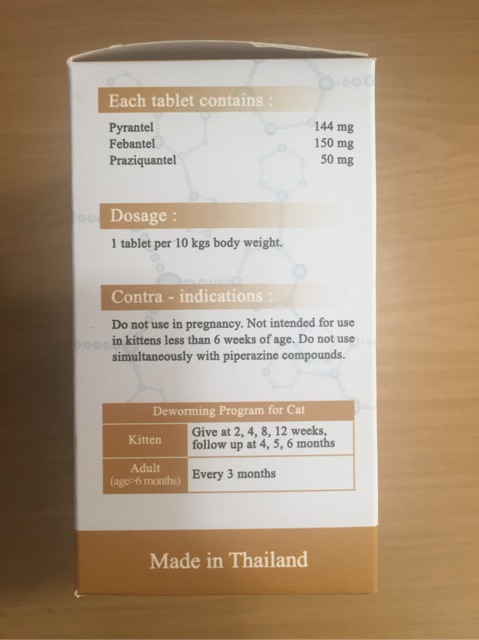 Each tablet contains :
Pyrantel 144 mg
Febantel 150 mg
Praziquantel 50 mg
Dosage :
1 tablet per 10 kgs body weight.
Contra - indications :
Do not use in pregnancy. Not intended for use
in kittens less than 6 weeks of age. Do not use
simultaneously with piperazine compounds.
Deworming Program for Cat
Kitten
Give at 2, 4, 8, 12 weeks,
follow up at 4, 5, 6 months
Adult
(age>6 months)
Every 3 months
Made in Thailand